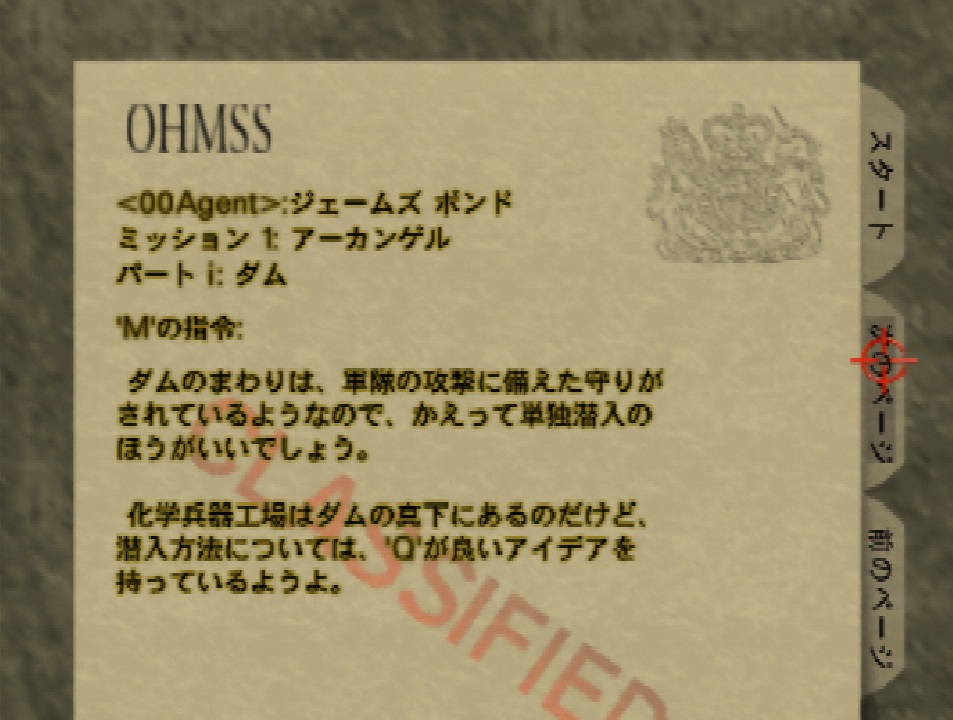 OHMSS
<00Agent>:ジェームズ ボンド
ミッション 1: アーカンゲル
パート i: ダム
'M'の指令:
ダムのまわりは、軍隊の攻撃に備えた守りが
されているようなので、かえって単独潜入の
ほうがいいでしょう。
化学兵器工場はダムの真下にあるのだけど、
潜入方法については、'Q'が良いアイデアを
持っているようよ。
CLASSIFIED
スタート
次のページ
前のページ